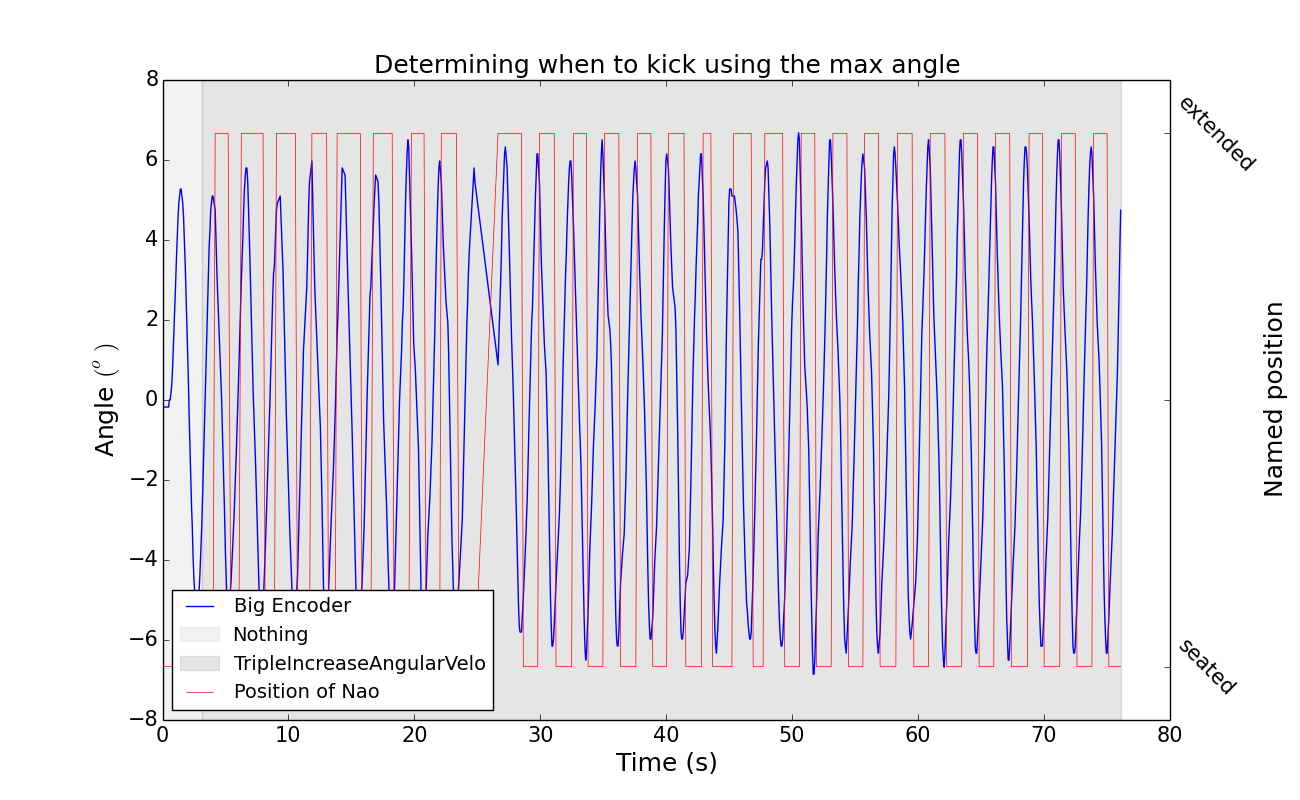 Determining when to kick using the max angle
8
6
4
2
0
−2
−4
−6
−8
Angle (°)
extended
seated
Named position
Big Encoder
Nothing
TripleIncreaseAngularVelo
Position of Nao
0 10 20 30 40 50 60 70 80
Time (s)